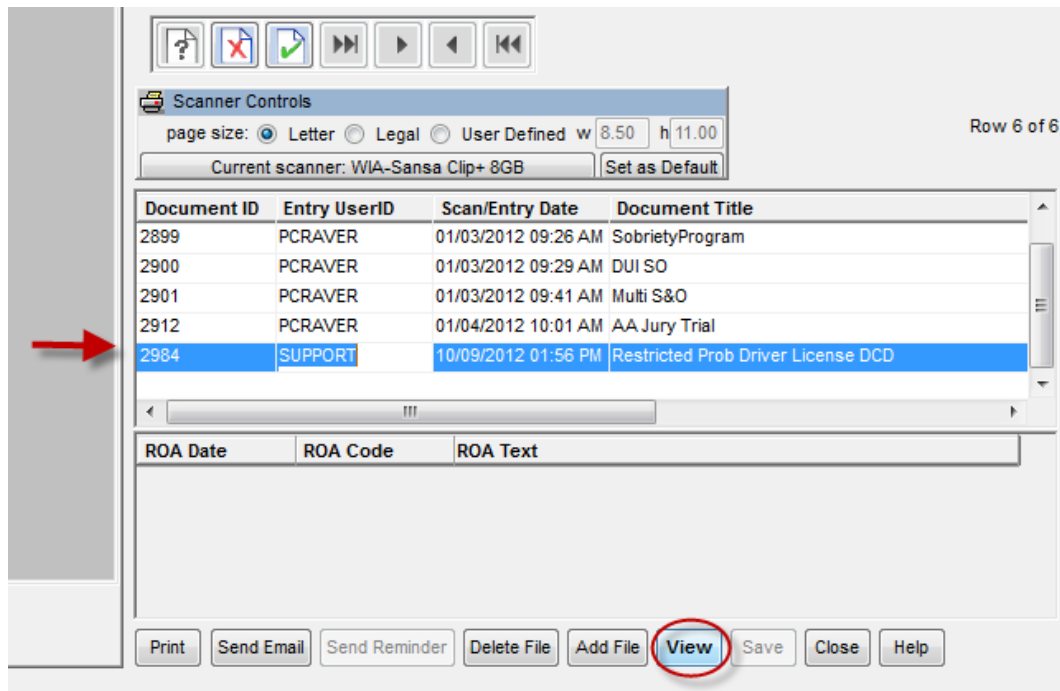 Scanner Controls
page size: Letter Legal User Defined w 8.50 h 11.00
Row 6 of 6
Current scanner: WIA-Sansa Clip+ 8GB Set as Default
Document ID Entry UserID Scan/Entry Date Document Title
2899 PCRAVER 01/03/2012 09:26 AM SobrietyProgram
2900 PCRAVER 01/03/2012 09:29 AM DUI SO
2901 PCRAVER 01/03/2012 09:41 AM Multi S&O
2912 PCRAVER 01/04/2012 10:01 AM AA Jury Trial
2984 SUPPORT 10/09/2012 01:56 PM Restricted Prob Driver License DCD
ROA Date ROA Code ROA Text
Print Send Email Send Reminder Delete File Add File View Save Close Help